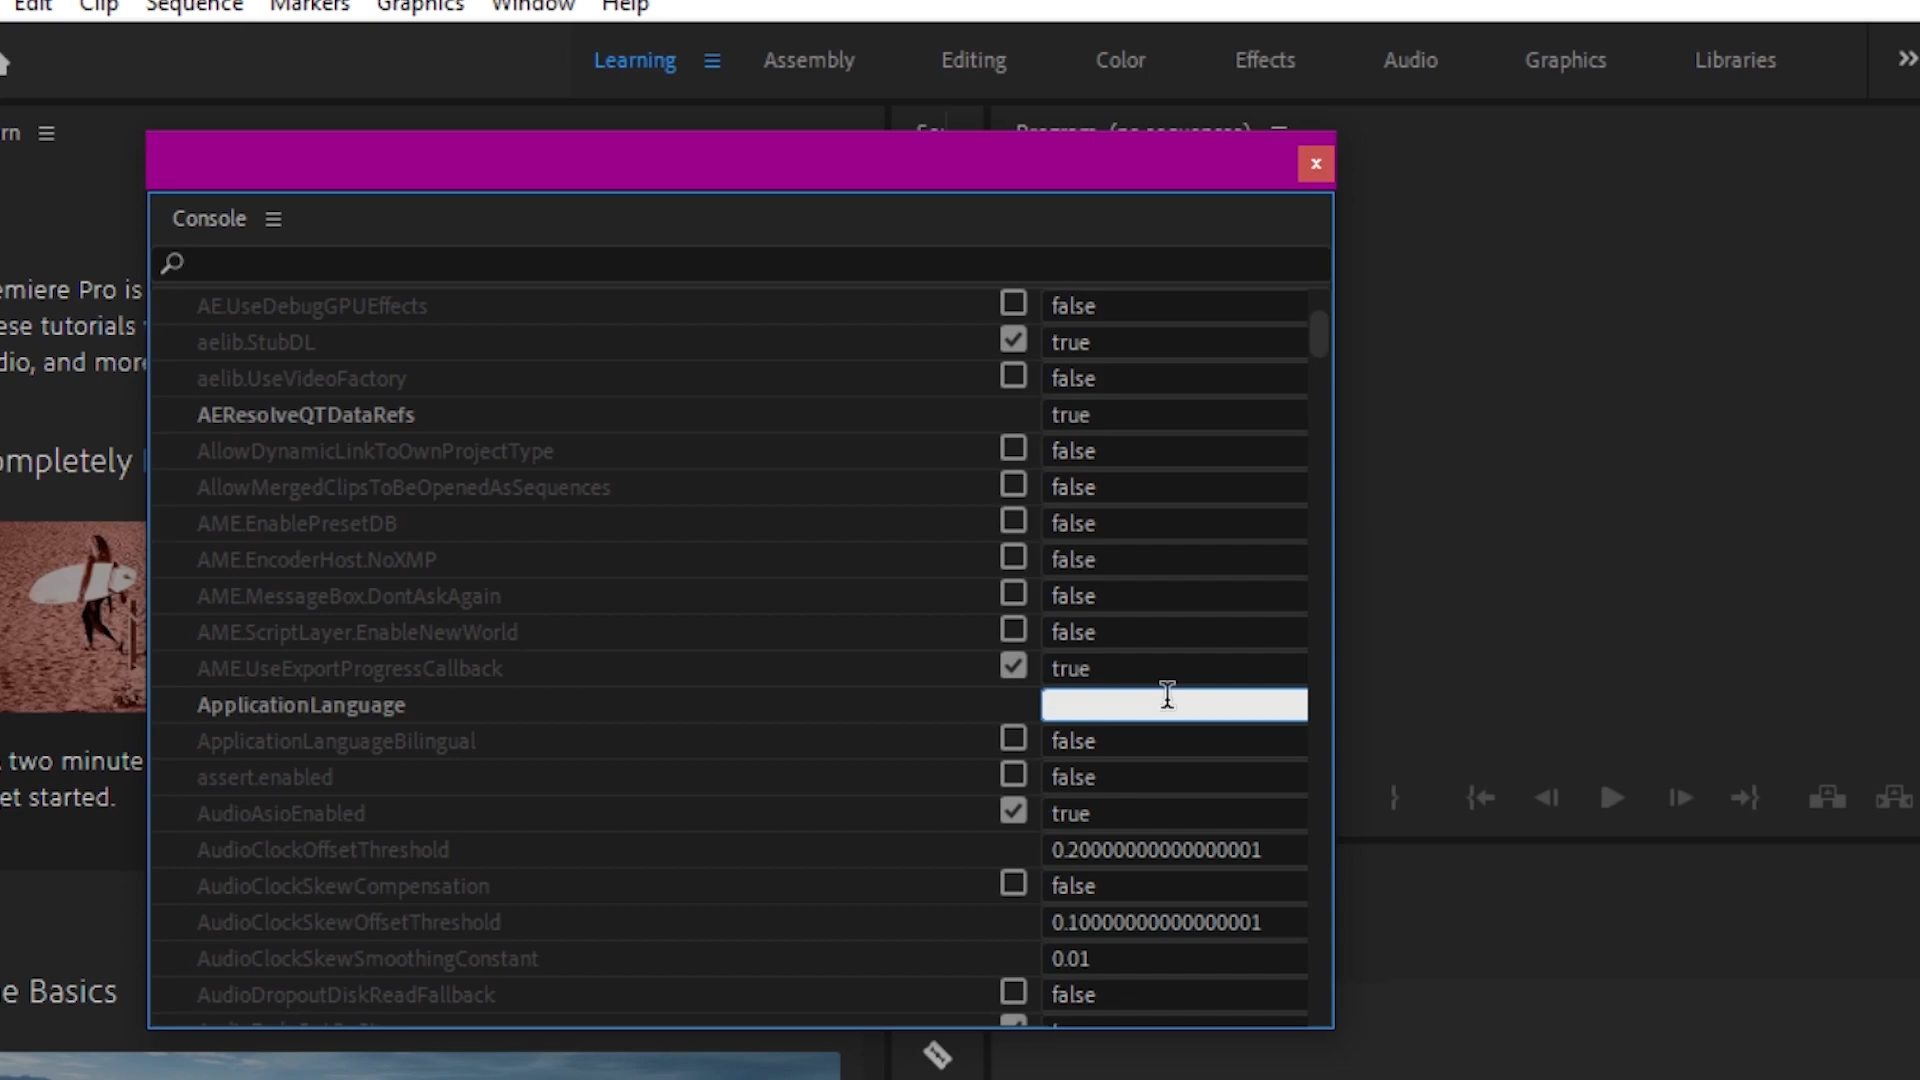 Edit Clip Sequence Markers Graphics Window Help
Learning Assembly Editing Color Effects Audio Graphics Libraries
rn
Program: (no sequences)
x
Console
emiere Pro is
ese tutorials
dio, and more
ompletely
two minute
et started.
e Basics
AE.UseDebugGPUEffects false
aelib.StubDL true
aelib.UseVideoFactory false
AEResolveQTDataRefs true
AllowDynamicLinkToOwnProjectType false
AllowMergedClipsToBeOpenedAsSequences false
AME.EnablePresetDB false
AME.EncoderHost.NoXMP false
AME.MessageBox.DontAskAgain false
AME.ScriptLayer.EnableNewWorld false
AME.UseExportProgressCallback true
ApplicationLanguage
ApplicationLanguageBilingual false
assert.enabled false
AudioAsioEnabled true
AudioClockOffsetThreshold 0.20000000000000001
AudioClockSkewCompensation false
AudioClockSkewOffsetThreshold 0.10000000000000001
AudioClockSkewSmoothingConstant 0.01
AudioDropoutDiskReadFallback false